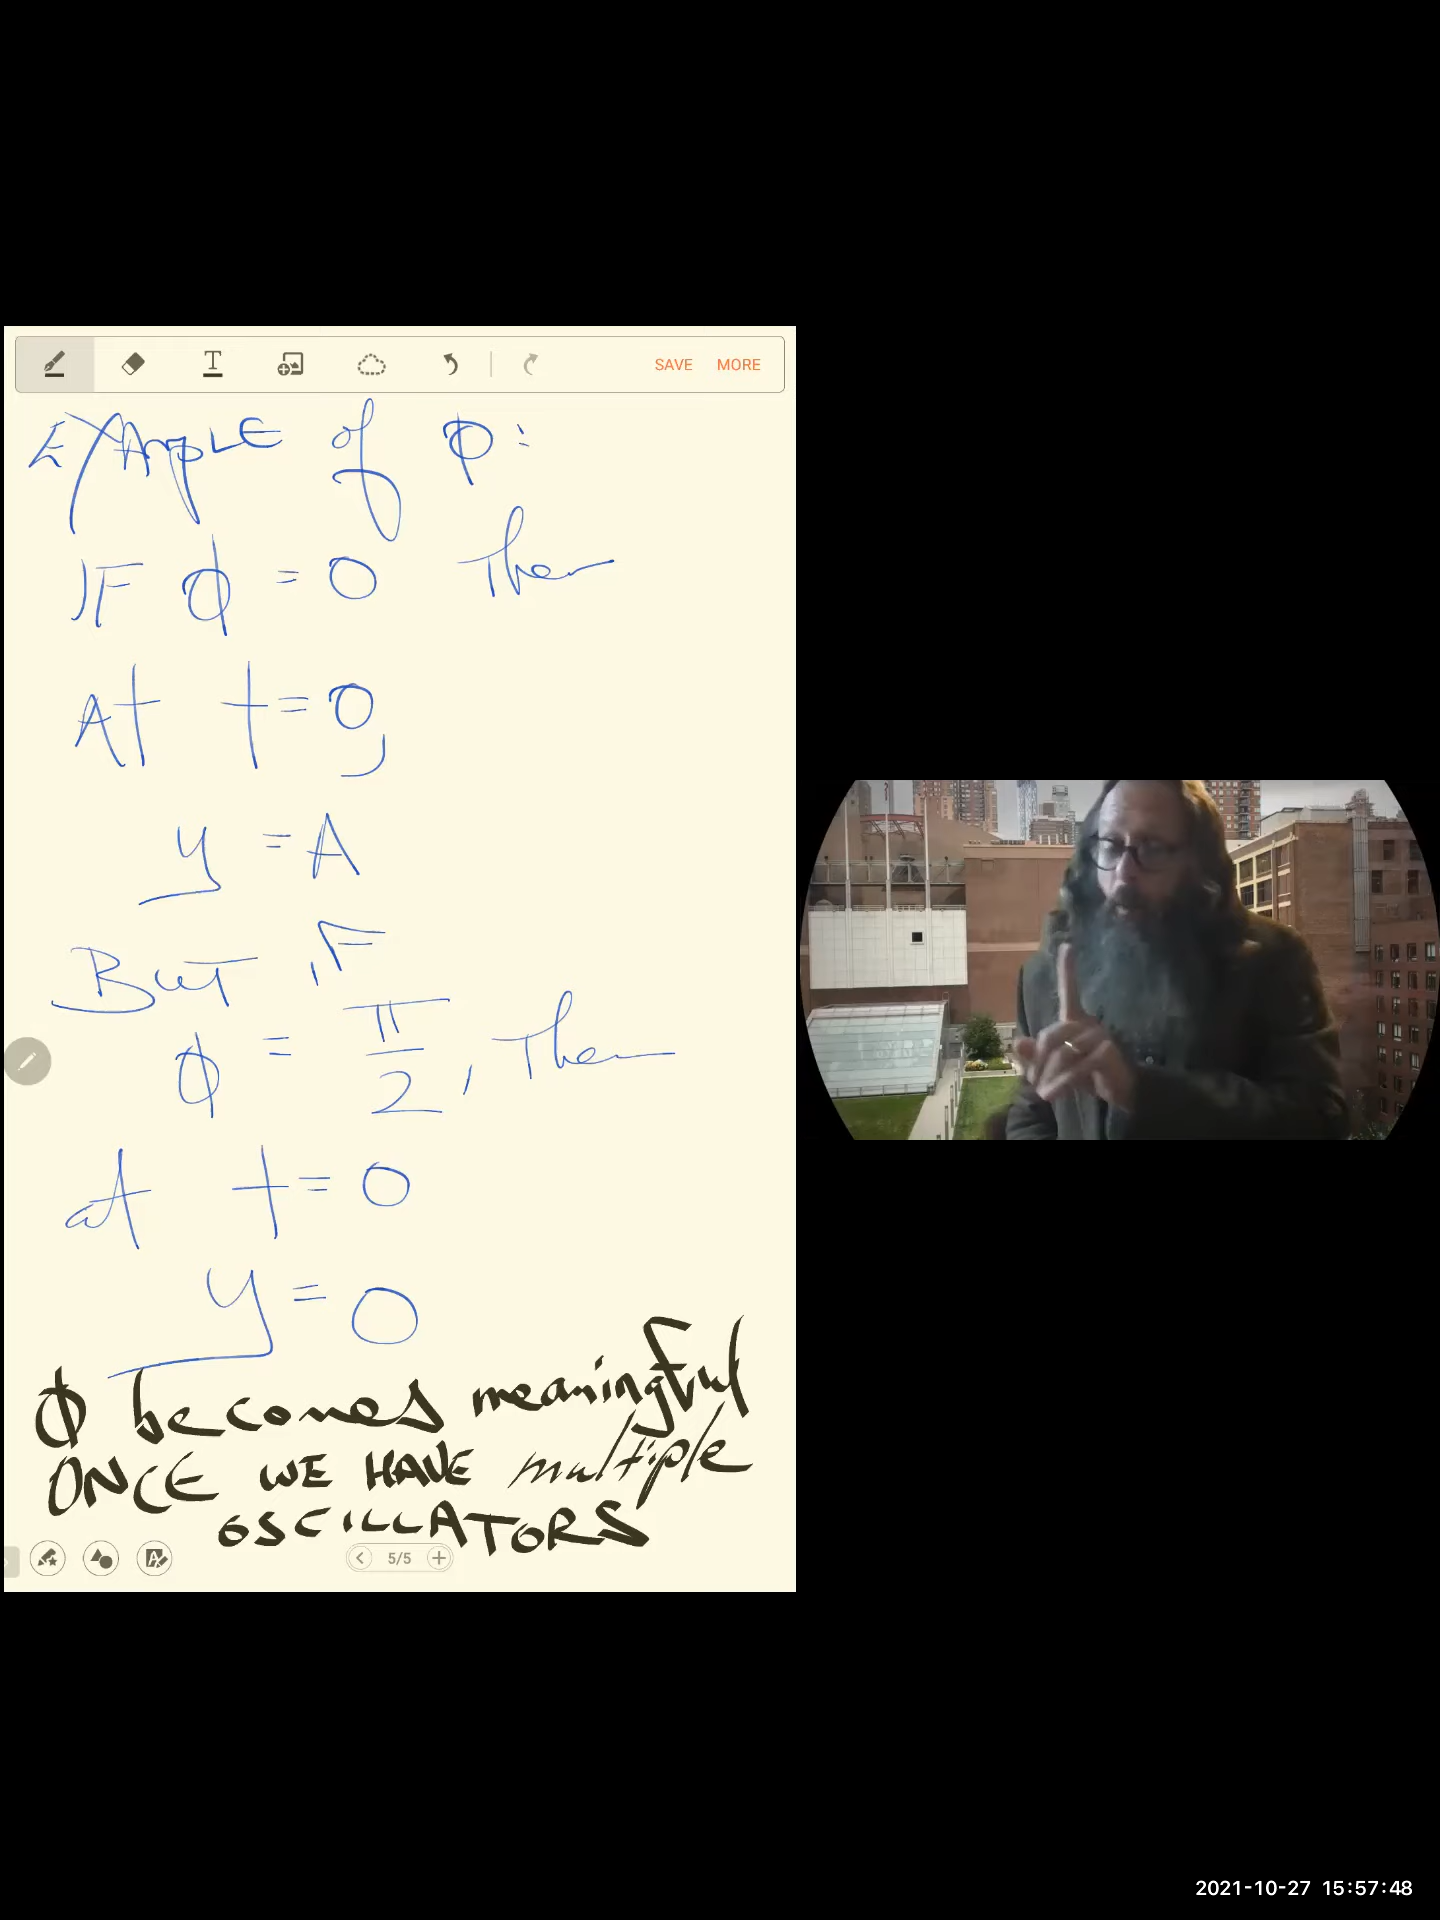 SAVE MORE
EXAMPLE of ϕ:
IF ϕ = 0 Then
At t = 0,
y = A
But IF
ϕ = π/2, Then
at t = 0
y = 0
ϕ becomes meaningful
ONCE WE HAVE multiple
OSCILLATORS
5/5
2021-10-27 15:57:48